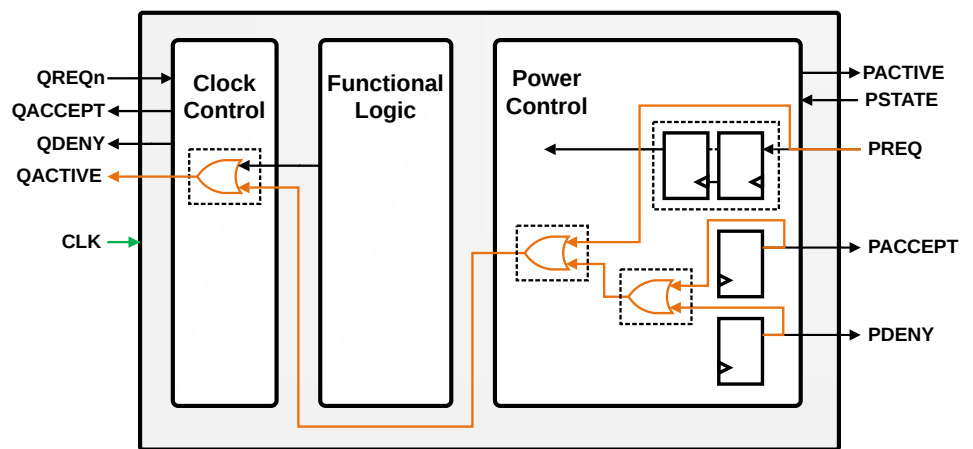 QREQn
QACCEPT
QDENY
QACTIVE
CLK
Clock
Control
Functional
Logic
Power
Control
PACTIVE
PSTATE
PREQ
PACCEPT
PDENY